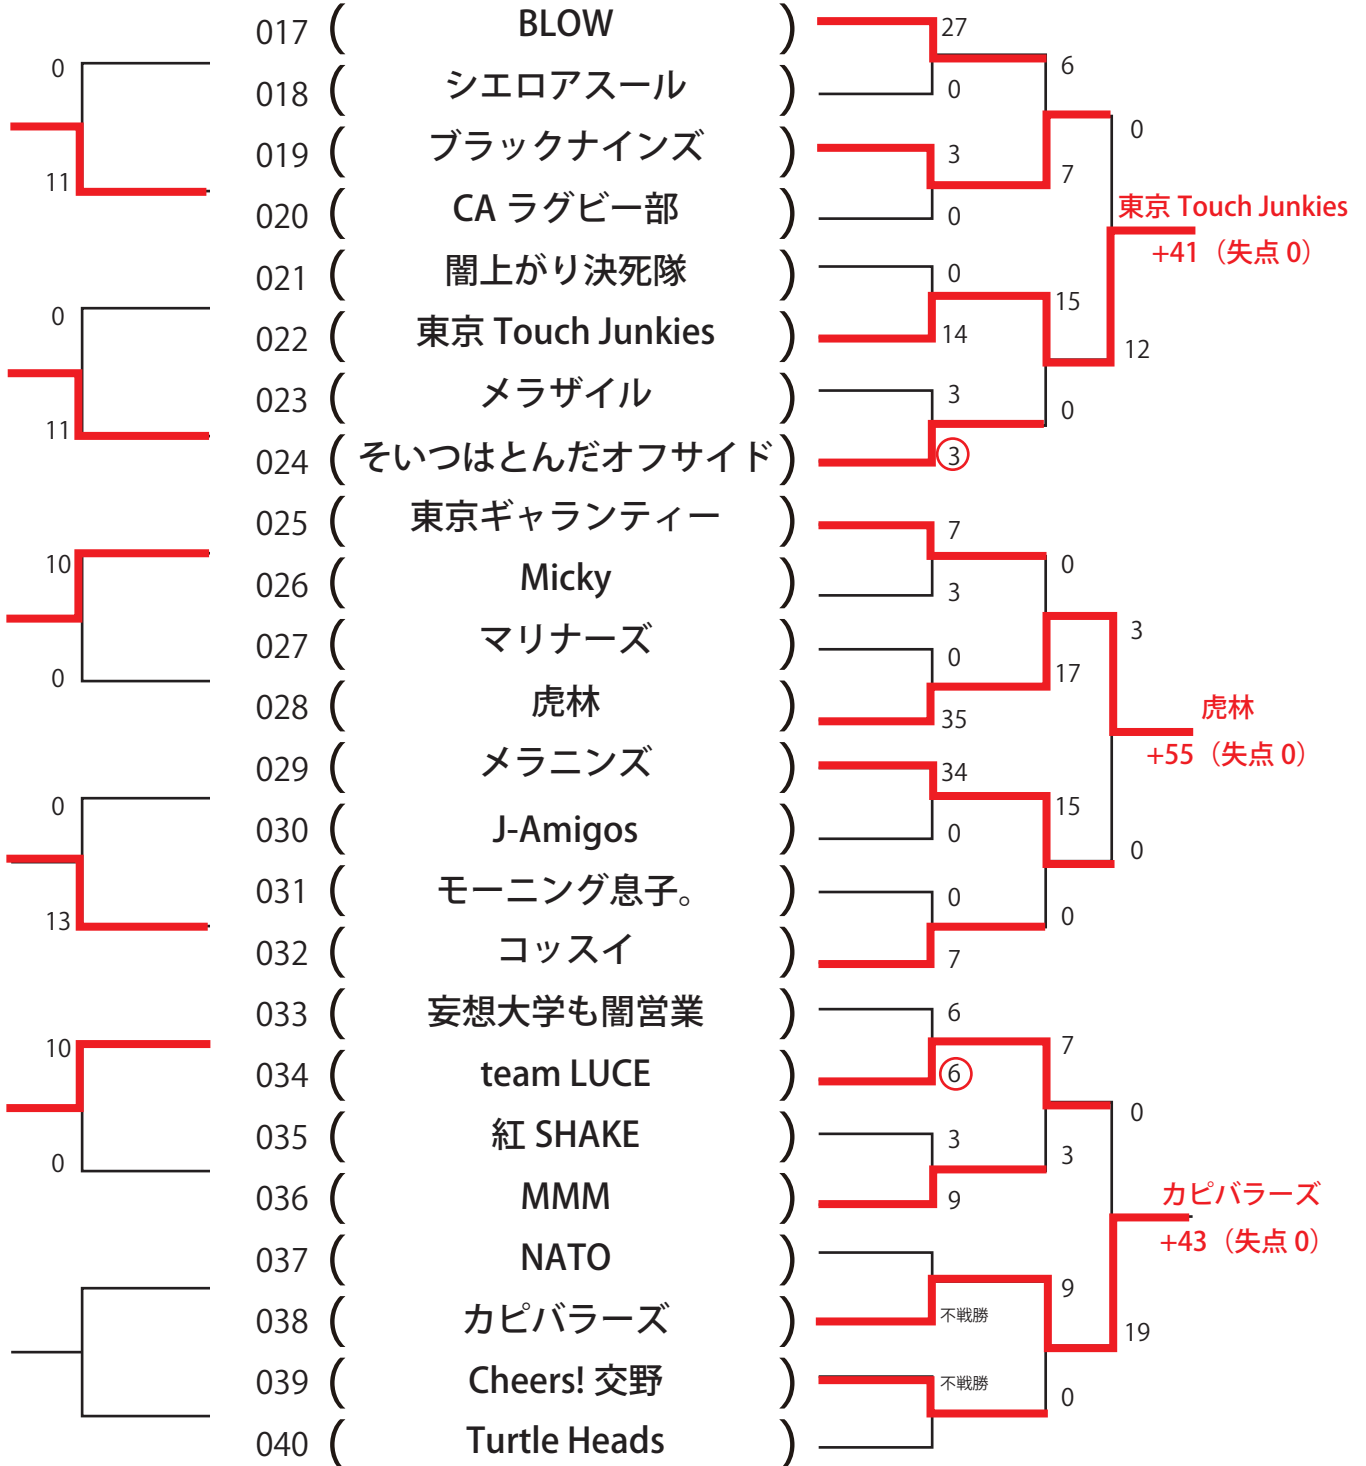 017 ( BLOW ) 27
6
0
018 ( シエロアスール ) 0
0
019 ( ブラックナインズ ) 3
7
11
020 ( CA ラグビー部 ) 0
東京 Touch Junkies
+41（失点 0）
021 ( 闇上がり決死隊 ) 0
15
0
022 ( 東京 Touch Junkies ) 14
12
023 ( メラザイル ) 3
0
11
024 ( そいつはとんだオフサイド ) 3
025 ( 東京ギャランティー ) 7
0
10
026 ( Micky ) 3
3
027 ( マリナーズ ) 0
17
0
028 ( 虎林 ) 35
虎林
+55（失点 0）
029 ( メラニンズ ) 34
15
0
030 ( J-Amigos ) 0
0
031 ( モーニング息子。 ) 0
0
13
032 ( コッスイ ) 7
033 ( 妄想大学も闇営業 ) 6
7
10
034 ( team LUCE ) 6
0
035 ( 紅 SHAKE ) 3
3
0
036 ( MMM ) 9
カピバラーズ
+43（失点 0）
037 ( NATO )
9
038 ( カピバラーズ ) 不戦勝
19
039 ( Cheers! 交野 ) 不戦勝
0
040 ( Turtle Heads )